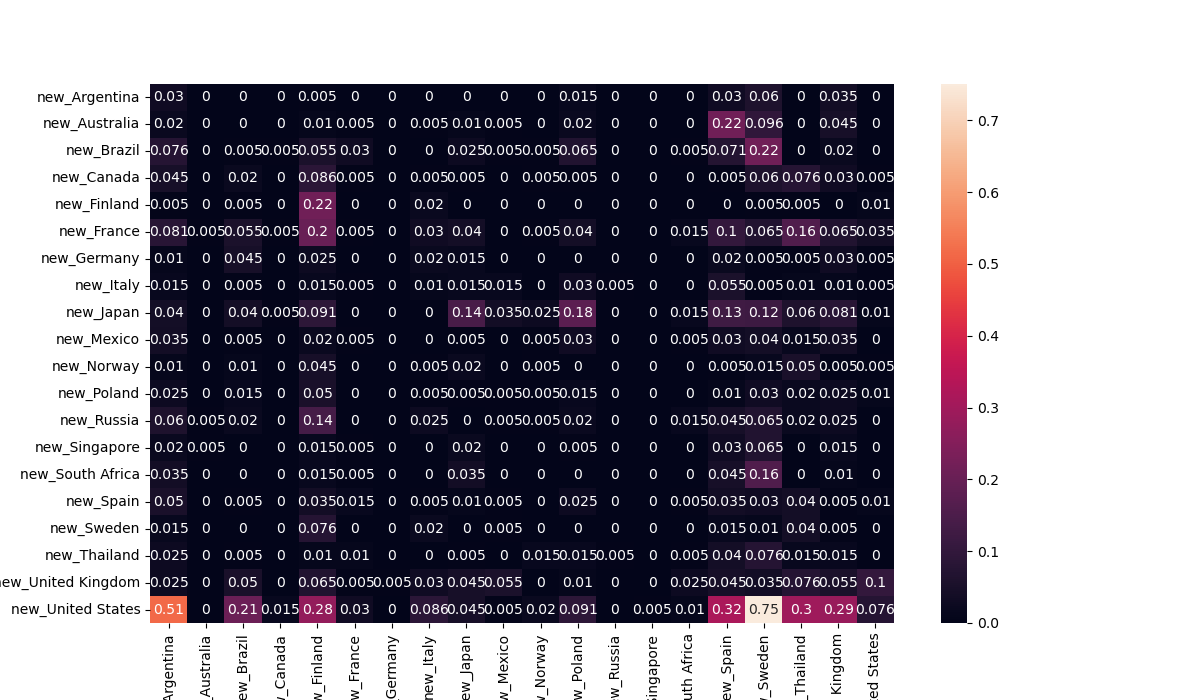 new_Argentina 0.03 0 0 0 0.005 0 0 0 0 0 0 0.015 0 0 0 0.03 0.06 0 0.035 0
new_Australia 0.02 0 0 0 0.01 0.005 0 0.005 0.01 0.005 0 0.02 0 0 0 0.22 0.096 0 0.045 0
new_Brazil 0.076 0 0.005 0.005 0.055 0.03 0 0 0.025 0.005 0.005 0.065 0 0 0.005 0.071 0.22 0 0.02 0
new_Canada 0.045 0 0.02 0 0.086 0.005 0 0.005 0.005 0 0.005 0.005 0 0 0 0.005 0.06 0.076 0.03 0.005
new_Finland 0.005 0 0.005 0 0.22 0 0 0.02 0 0 0 0 0 0 0 0 0.005 0.005 0 0.01
new_France 0.081 0.005 0.055 0.005 0.2 0.005 0 0.03 0.04 0 0.005 0.04 0 0 0.015 0.1 0.065 0.16 0.065 0.035
new_Germany 0.01 0 0.045 0 0.025 0 0 0.02 0.015 0 0 0 0 0 0 0.02 0.005 0.005 0.03 0.005
new_Italy 0.015 0 0.005 0 0.015 0.005 0 0.01 0.015 0.015 0 0.03 0.005 0 0 0.055 0.005 0.01 0.01 0.005
new_Japan 0.04 0 0.04 0.005 0.091 0 0 0 0.14 0.035 0.025 0.18 0 0 0.015 0.13 0.12 0.06 0.081 0.01
new_Mexico 0.035 0 0.005 0 0.02 0.005 0 0 0.005 0 0.005 0.03 0 0 0.005 0.03 0.04 0.015 0.035 0
new_Norway 0.01 0 0.01 0 0.045 0 0 0.005 0.02 0 0.005 0 0 0 0 0.005 0.015 0.05 0.005 0.005
new_Poland 0.025 0 0.015 0 0.05 0 0 0.005 0.005 0.005 0.005 0.015 0 0 0 0.01 0.03 0.02 0.025 0.01
new_Russia 0.06 0.005 0.02 0 0.14 0 0 0.025 0 0.005 0.005 0.02 0 0 0.015 0.045 0.065 0.02 0.025 0
new_Singapore 0.02 0.005 0 0 0.015 0.005 0 0 0.02 0 0 0.005 0 0 0 0.03 0.065 0 0.015 0
new_South Africa 0.035 0 0 0 0.015 0.005 0 0 0.035 0 0 0 0 0 0 0.045 0.16 0 0.01 0
new_Spain 0.05 0 0.005 0 0.035 0.015 0 0.005 0.01 0.005 0 0.025 0 0 0.005 0.035 0.03 0.04 0.005 0.01
new_Sweden 0.015 0 0 0 0.076 0 0 0.02 0 0.005 0 0 0 0 0 0.015 0.01 0.04 0.005 0
new_Thailand 0.025 0 0.005 0 0.01 0.01 0 0 0.005 0 0.015 0.015 0.005 0 0.005 0.04 0.076 0.015 0.015 0
new_United Kingdom 0.025 0 0.05 0 0.065 0.005 0.005 0.03 0.045 0.055 0 0.01 0 0 0.025 0.045 0.035 0.076 0.055 0.1
new_United States 0.51 0 0.21 0.015 0.28 0.03 0 0.086 0.045 0.005 0.02 0.091 0 0.005 0.01 0.32 0.75 0.3 0.29 0.076
Argentina
_Australia
ew_Brazil
_Canada
w_Finland
w_France
Germany
new_Italy
ew_Japan
w_Mexico
_Norway
w_Poland
w_Russia
Singapore
uth Africa
ew_Spain
_Sweden
_Thailand
Kingdom
ed States
0.7
0.6
0.5
0.4
0.3
0.2
0.1
0.0